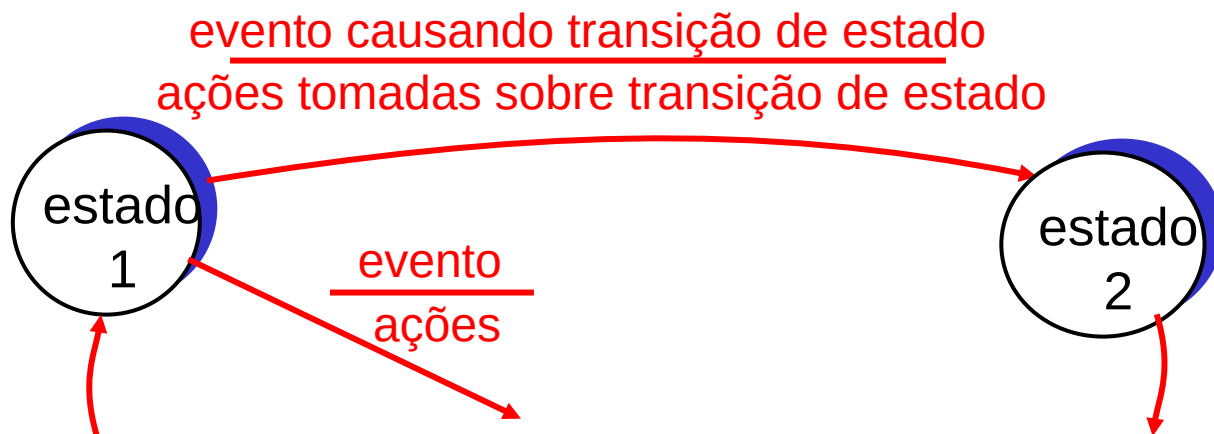 evento causando transição de estado
ações tomadas sobre transição de estado
estado
1
estado
2
evento
ações